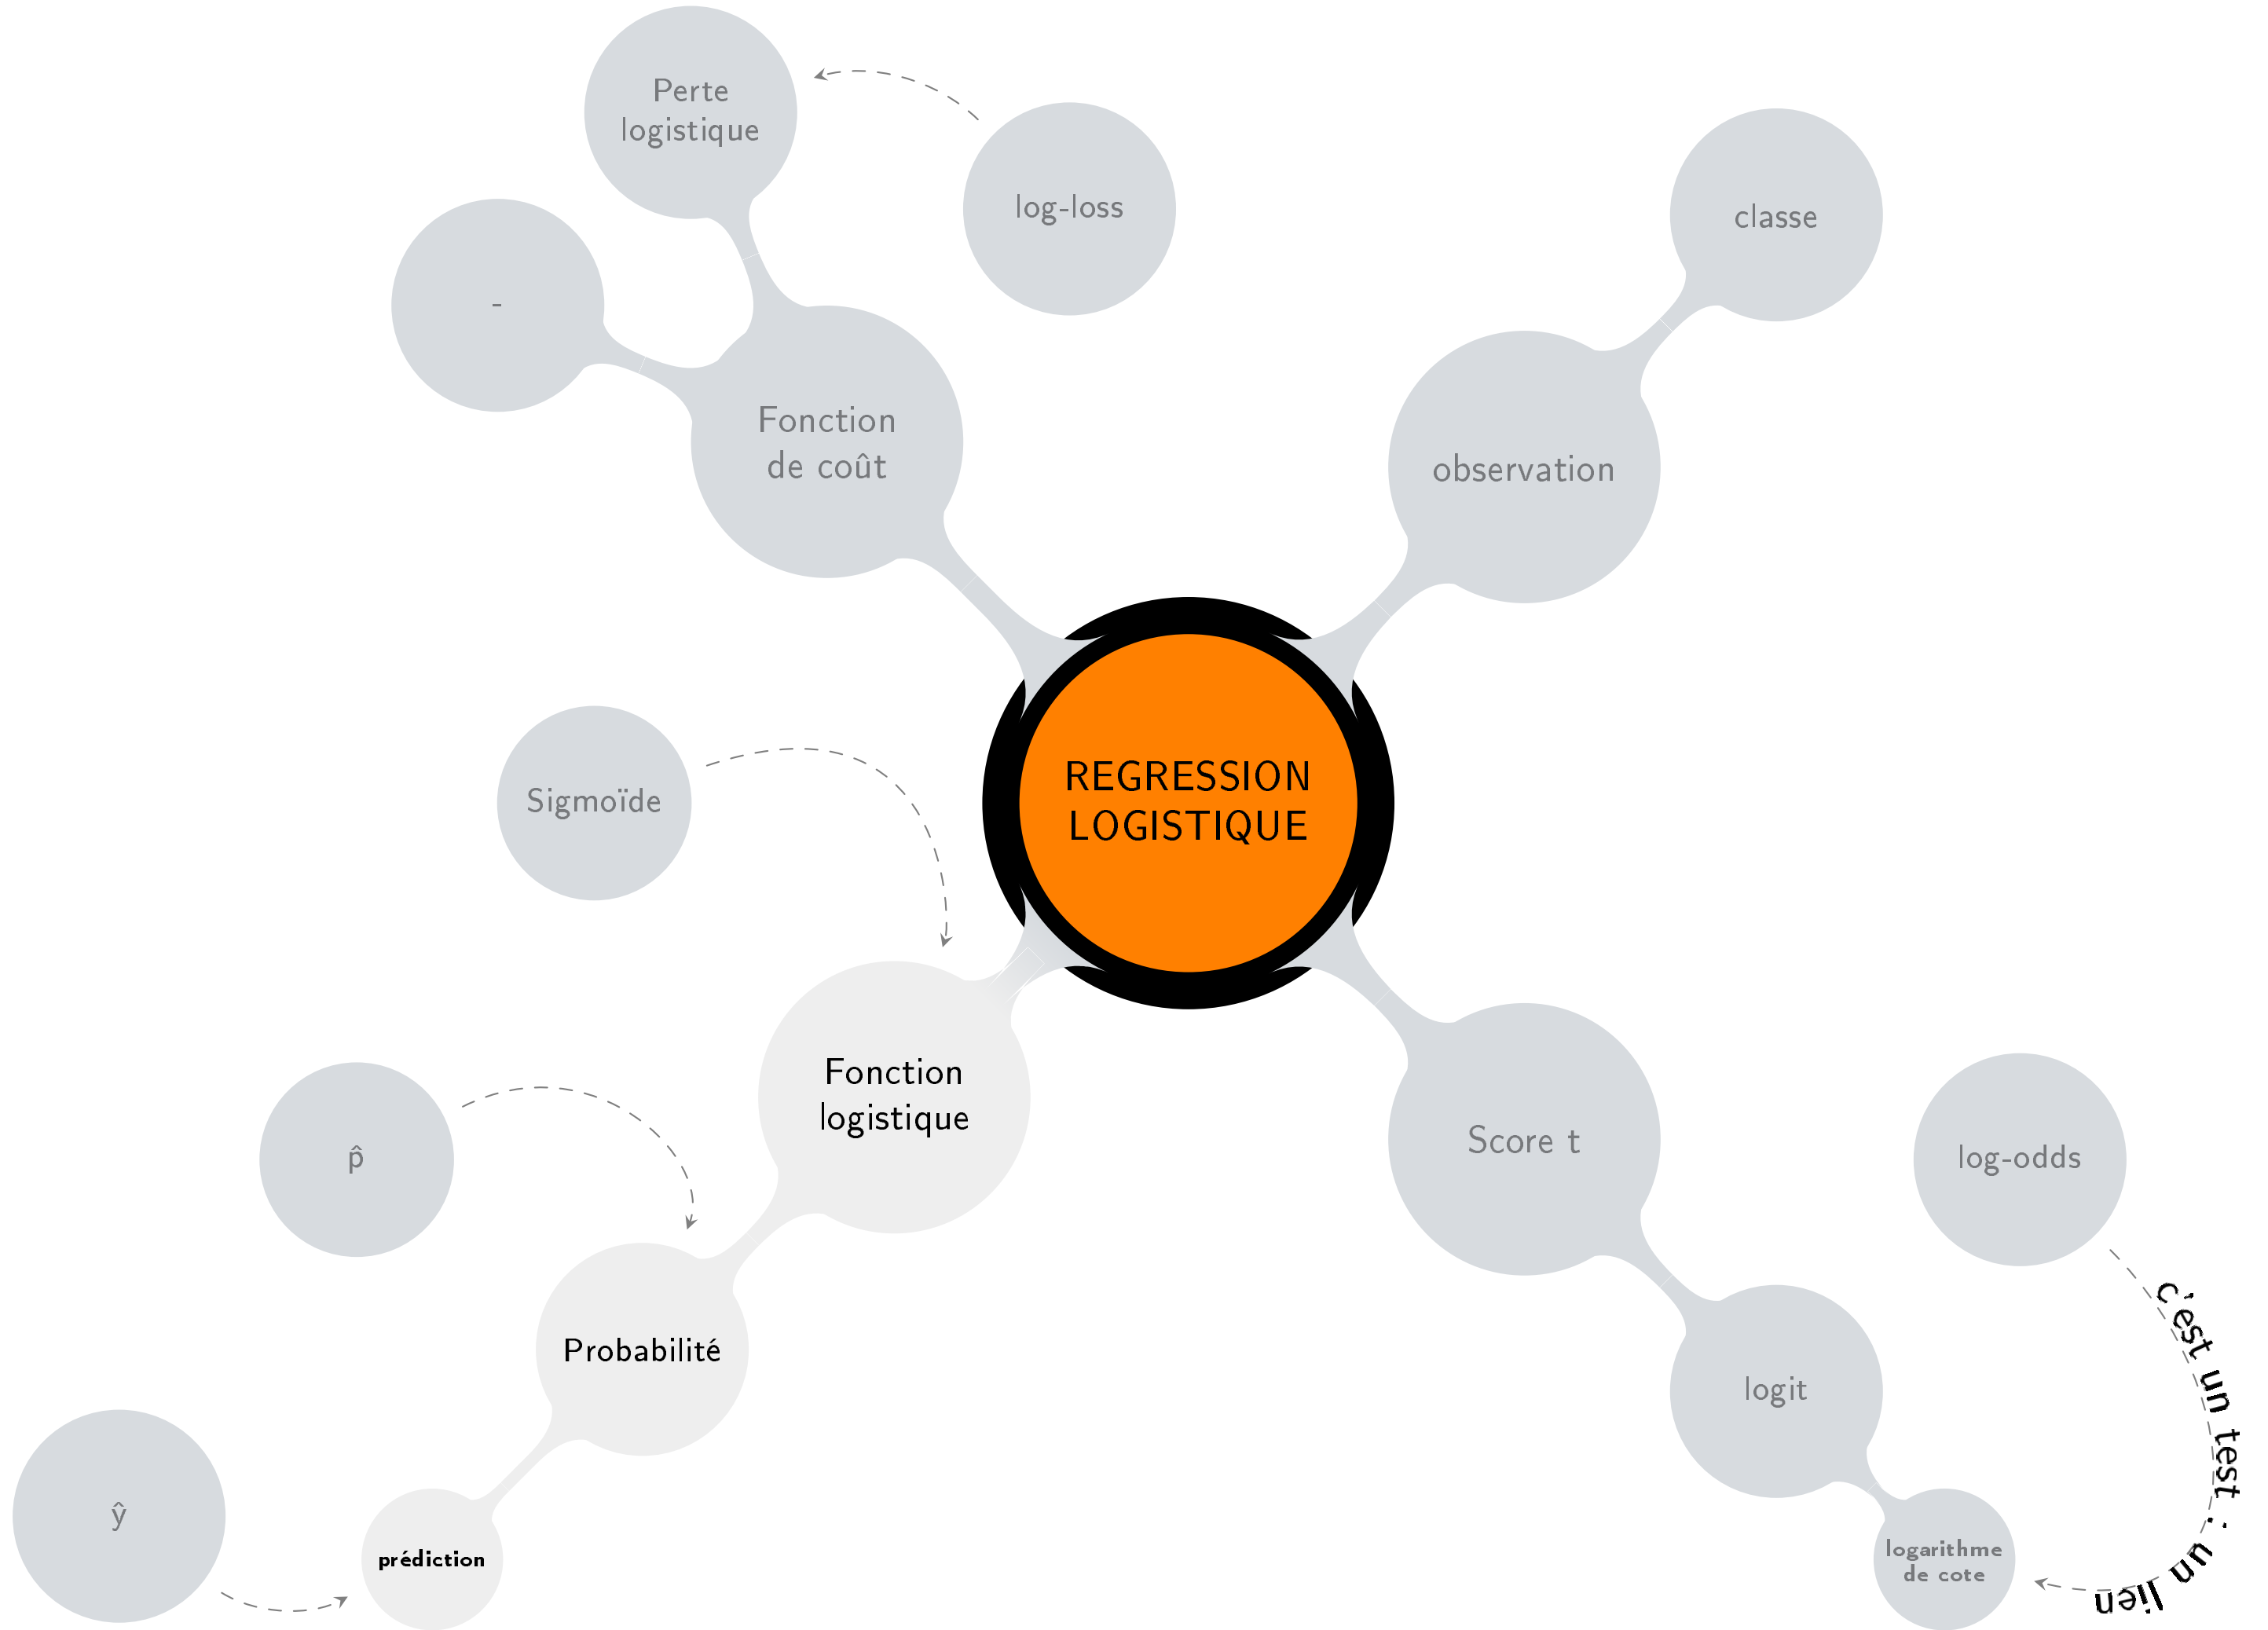 Perte
logistique
log-loss
classe
-
Fonction
de coût
observation
REGRESSION
LOGISTIQUE
Sigmoïde
Fonction
logistique
Score t
p̂
log-odds
Probabilité
logit
ŷ
prédiction
logarithme
de cote
c'est un test : un lien